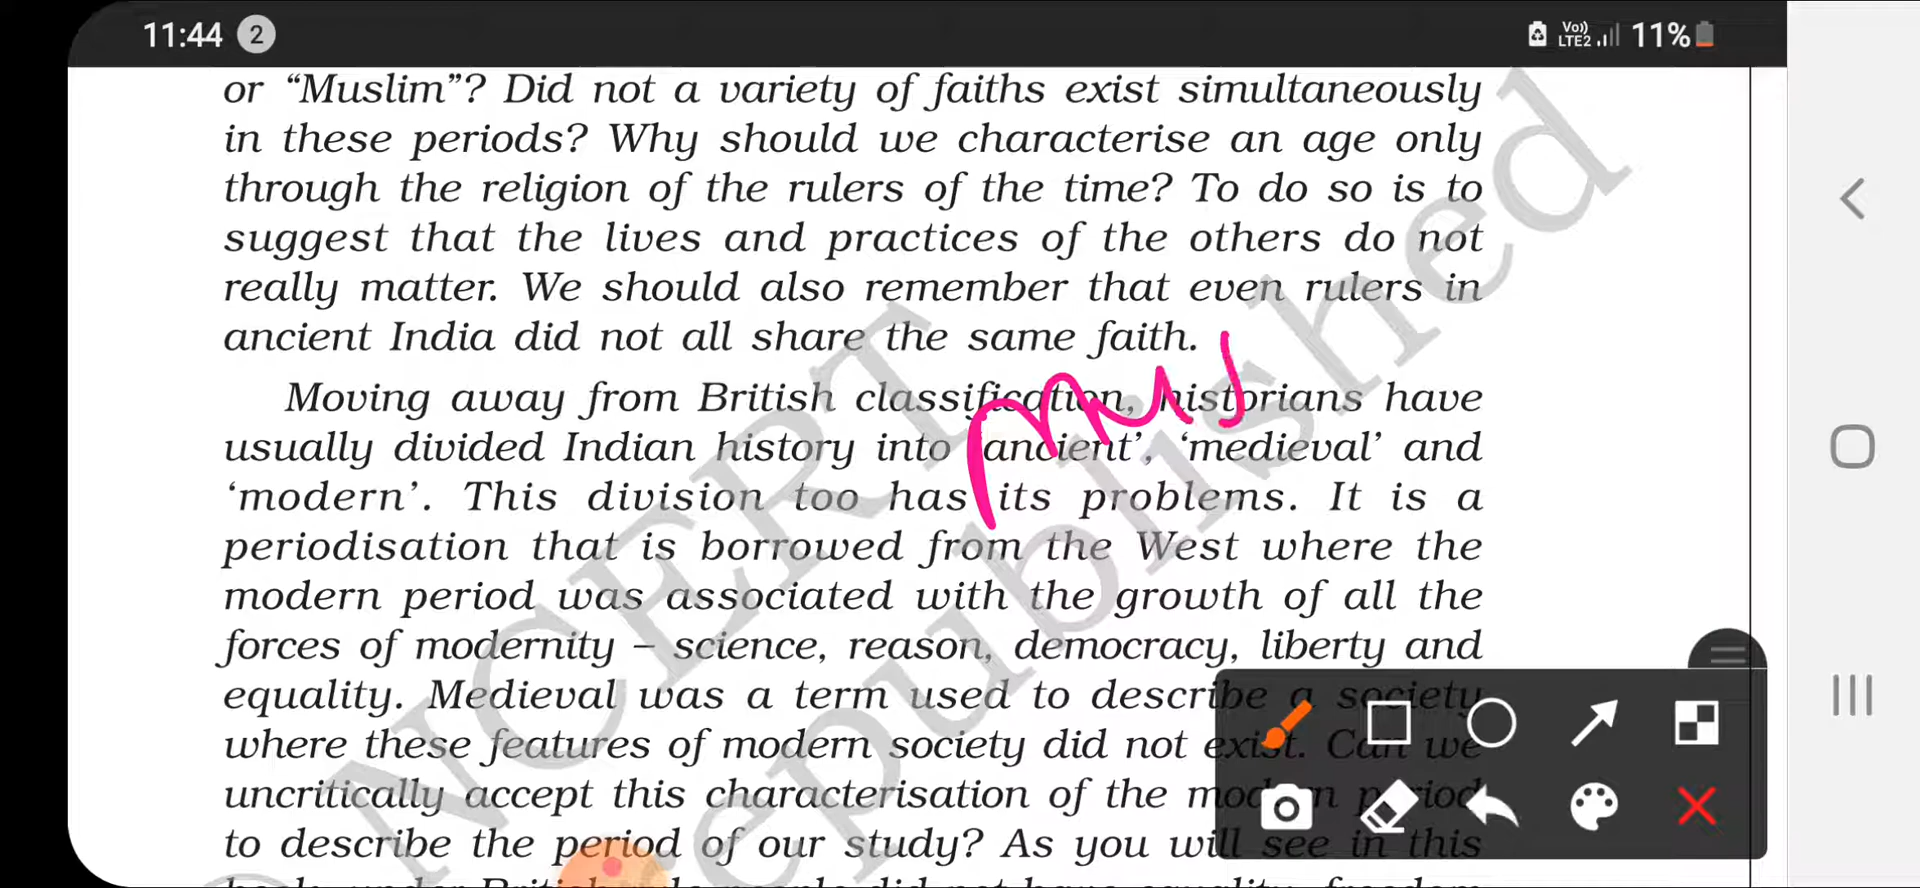 11:44 2 Vo)) LTE2 11%
or “Muslim”? Did not a variety of faiths exist simultaneously
in these periods? Why should we characterise an age only
through the religion of the rulers of the time? To do so is to
suggest that the lives and practices of the others do not
really matter. We should also remember that even rulers in
ancient India did not all share the same faith.
Moving away from British classification, historians have
usually divided Indian history into ‘ancient’, ‘medieval’ and
‘modern’. This division too has its problems. It is a
periodisation that is borrowed from the West where the
modern period was associated with the growth of all the
forces of modernity – science, reason, democracy, liberty and
equality. Medieval was a term used to describe a society
where these features of modern society did not exist. Can we
uncritically accept this characterisation of the modern period
to describe the period of our study? As you will see in this
NCERT
republished